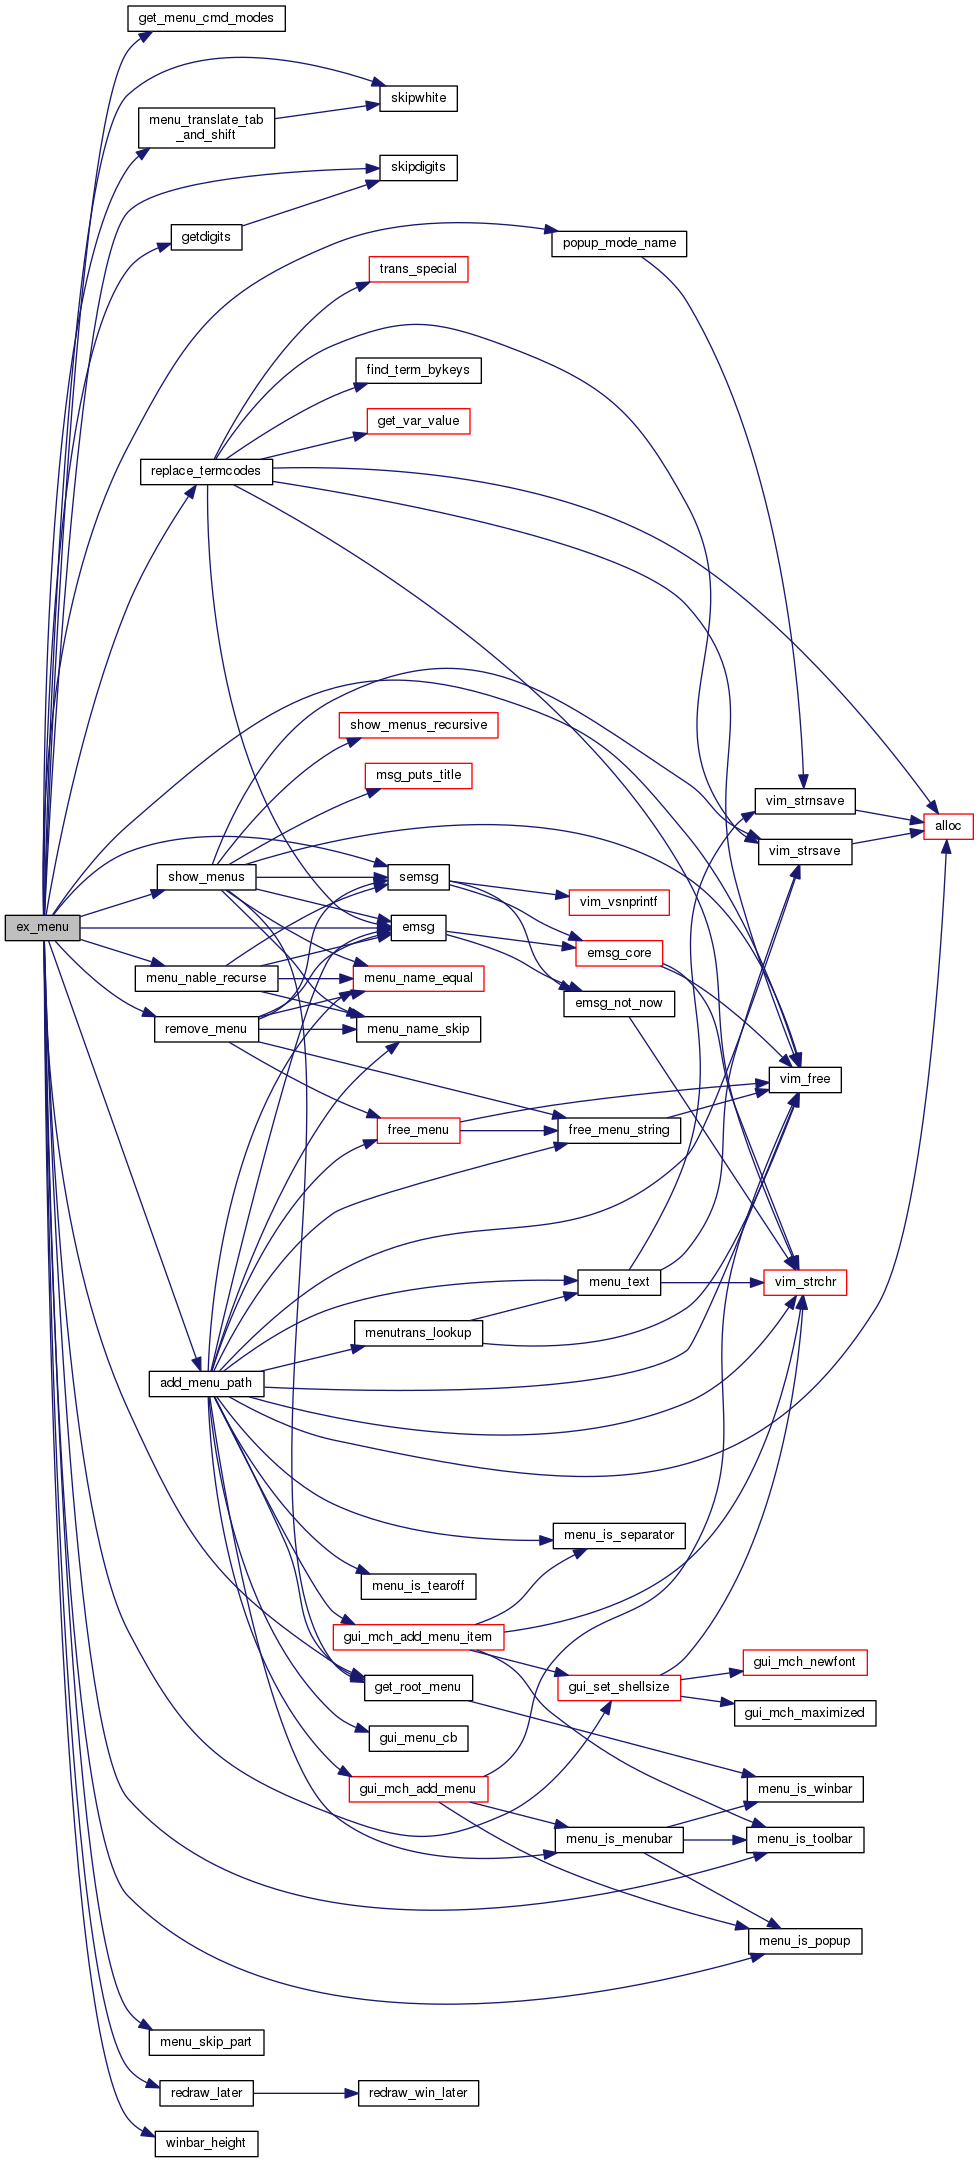 get_menu_cmd_modes
skipwhite
menu_translate_tab
_and_shift
skipdigits
getdigits
popup_mode_name
trans_special
find_term_bykeys
get_var_value
replace_termcodes
show_menus_recursive
msg_puts_title
vim_strnsave
alloc
vim_strsave
show_menus
semsg
vim_vsnprintf
ex_menu
emsg
emsg_core
menu_nable_recurse
menu_name_equal
emsg_not_now
remove_menu
menu_name_skip
vim_free
free_menu
free_menu_string
menu_text
vim_strchr
menutrans_lookup
add_menu_path
menu_is_separator
menu_is_tearoff
gui_mch_add_menu_item
gui_mch_newfont
get_root_menu
gui_set_shellsize
gui_mch_maximized
gui_menu_cb
gui_mch_add_menu
menu_is_winbar
menu_is_menubar
menu_is_toolbar
menu_is_popup
menu_skip_part
redraw_later
redraw_win_later
winbar_height